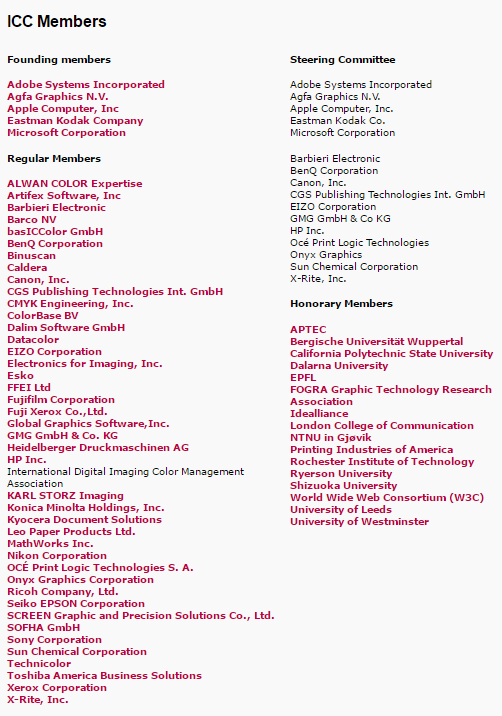 ICC Members
Founding members
Adobe Systems Incorporated
Agfa Graphics N.V.
Apple Computer, Inc
Eastman Kodak Company
Microsoft Corporation
Regular Members
ALWAN COLOR Expertise
Artifex Software, Inc
Barbieri Electronic
Barco NV
basICColor GmbH
BenQ Corporation
Binuscan
Caldera
Canon, Inc.
CGS Publishing Technologies Int. GmbH
CMYK Engineering, Inc.
ColorBase BV
Dalim Software GmbH
Datacolor
EIZO Corporation
Electronics for Imaging, Inc.
Esko
FFEI Ltd
Fujifilm Corporation
Fuji Xerox Co.,Ltd.
Global Graphics Software,Inc.
GMG GmbH & Co. KG
Heidelberger Druckmaschinen AG
HP Inc.
International Digital Imaging Color Management
Association
KARL STORZ Imaging
Konica Minolta Holdings, Inc.
Kyocera Document Solutions
Leo Paper Products Ltd.
MathWorks Inc.
Nikon Corporation
OCÉ Print Logic Technologies S. A.
Onyx Graphics Corporation
Ricoh Company, Ltd.
Seiko EPSON Corporation
SCREEN Graphic and Precision Solutions Co., Ltd.
SOFHA GmbH
Sony Corporation
Sun Chemical Corporation
Technicolor
Toshiba America Business Solutions
Xerox Corporation
X-Rite, Inc.
Steering Committee
Adobe Systems Incorporated
Agfa Graphics N.V.
Apple Computer, Inc.
Eastman Kodak Co.
Microsoft Corporation
Barbieri Electronic
BenQ Corporation
Canon, Inc.
CGS Publishing Technologies Int. GmbH
EIZO Corporation
GMG GmbH & Co KG
HP Inc.
Océ Print Logic Technologies
Onyx Graphics
Sun Chemical Corporation
X-Rite, Inc.
Honorary Members
APTEC
Bergische Universität Wuppertal
California Polytechnic State University
Dalarna University
EPFL
FOGRA Graphic Technology Research
Association
Idealliance
London College of Communication
NTNU in Gjøvik
Printing Industries of America
Rochester Institute of Technology
Ryerson University
Shizuoka University
World Wide Web Consortium (W3C)
University of Leeds
University of Westminster